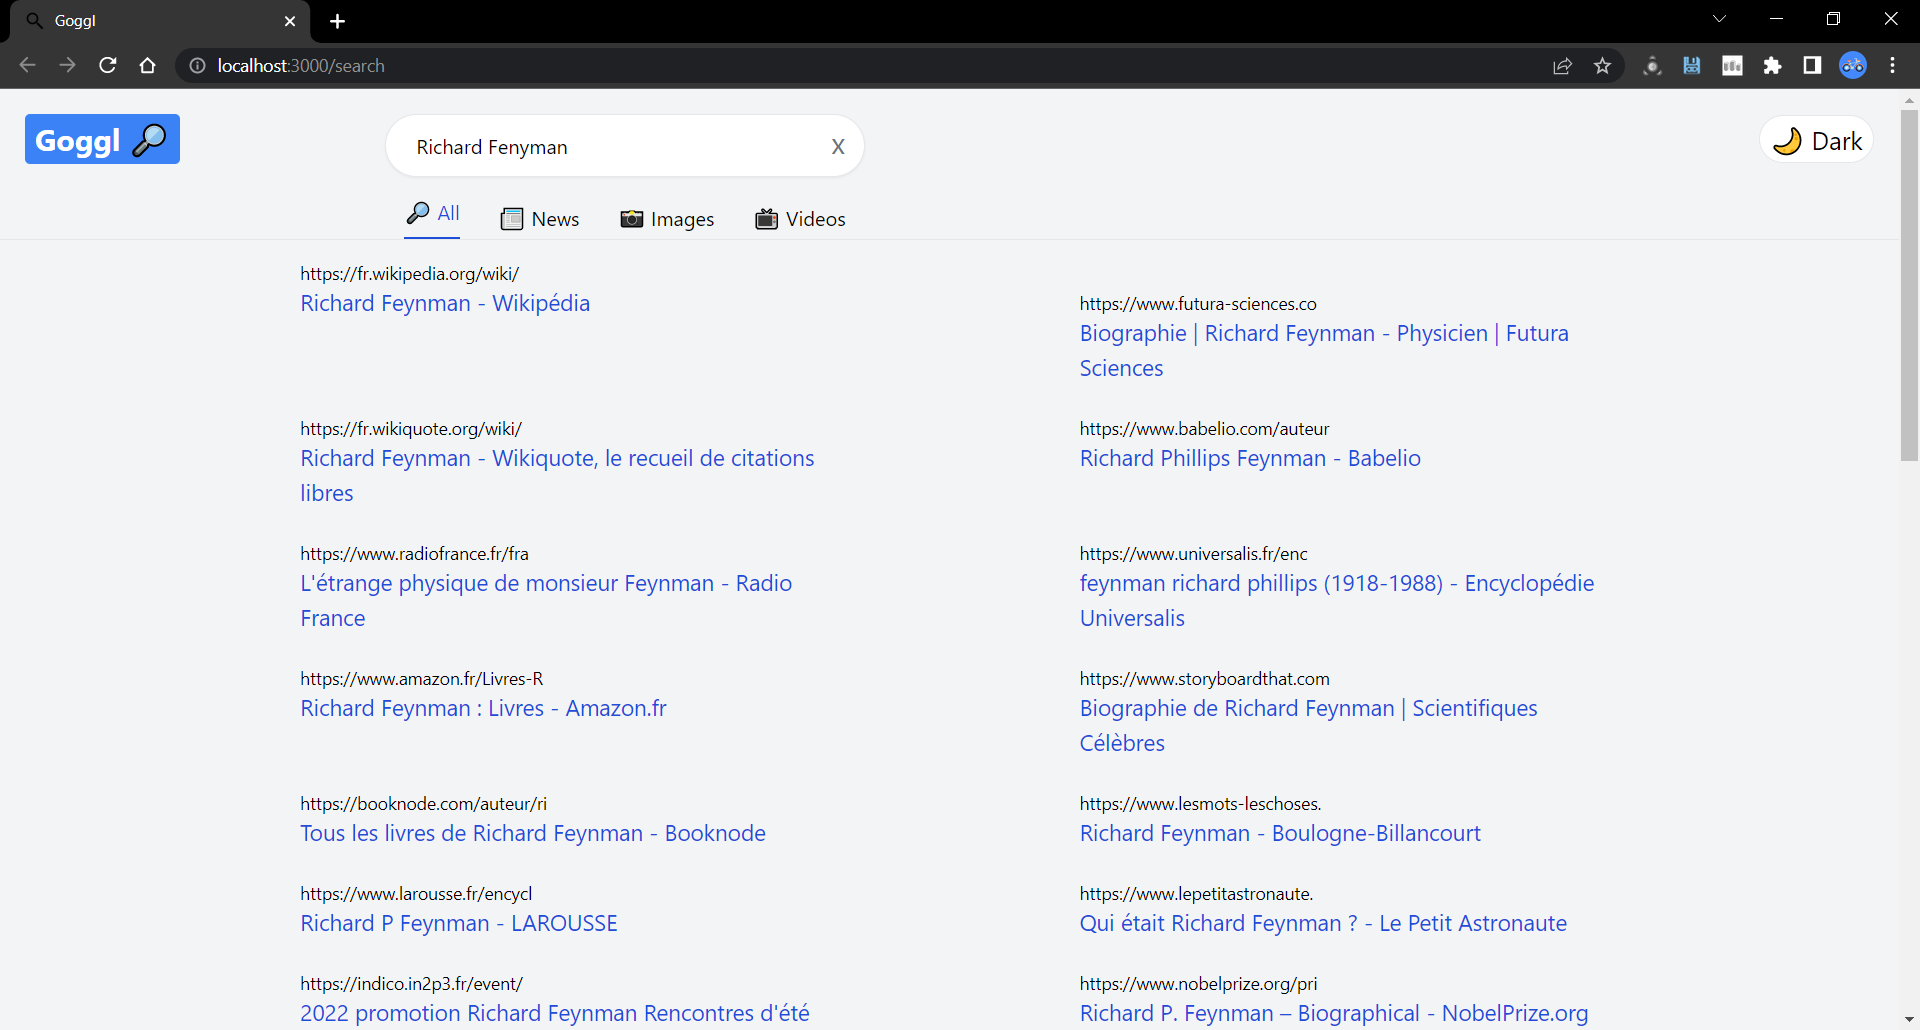 Goggl
localhost:3000/search
Goggl
Richard Fenyman
X
Dark
All
News
Images
Videos
https://fr.wikipedia.org/wiki/
Richard Feynman - Wikipédia
https://www.futura-sciences.co
Biographie | Richard Feynman - Physicien | Futura
Sciences
https://fr.wikiquote.org/wiki/
Richard Feynman - Wikiquote, le recueil de citations
libres
https://www.babelio.com/auteur
Richard Phillips Feynman - Babelio
https://www.radiofrance.fr/fra
L'étrange physique de monsieur Feynman - Radio
France
https://www.universalis.fr/enc
feynman richard phillips (1918-1988) - Encyclopédie
Universalis
https://www.amazon.fr/Livres-R
Richard Feynman : Livres - Amazon.fr
https://www.storyboardthat.com
Biographie de Richard Feynman | Scientifiques
Célèbres
https://booknode.com/auteur/ri
Tous les livres de Richard Feynman - Booknode
https://www.lesmots-leschoses.
Richard Feynman - Boulogne-Billancourt
https://www.larousse.fr/encycl
Richard P Feynman - LAROUSSE
https://www.lepetitastronaute.
Qui était Richard Feynman ? - Le Petit Astronaute
https://indico.in2p3.fr/event/
2022 promotion Richard Feynman Rencontres d'été
https://www.nobelprize.org/pri
Richard P. Feynman – Biographical - NobelPrize.org